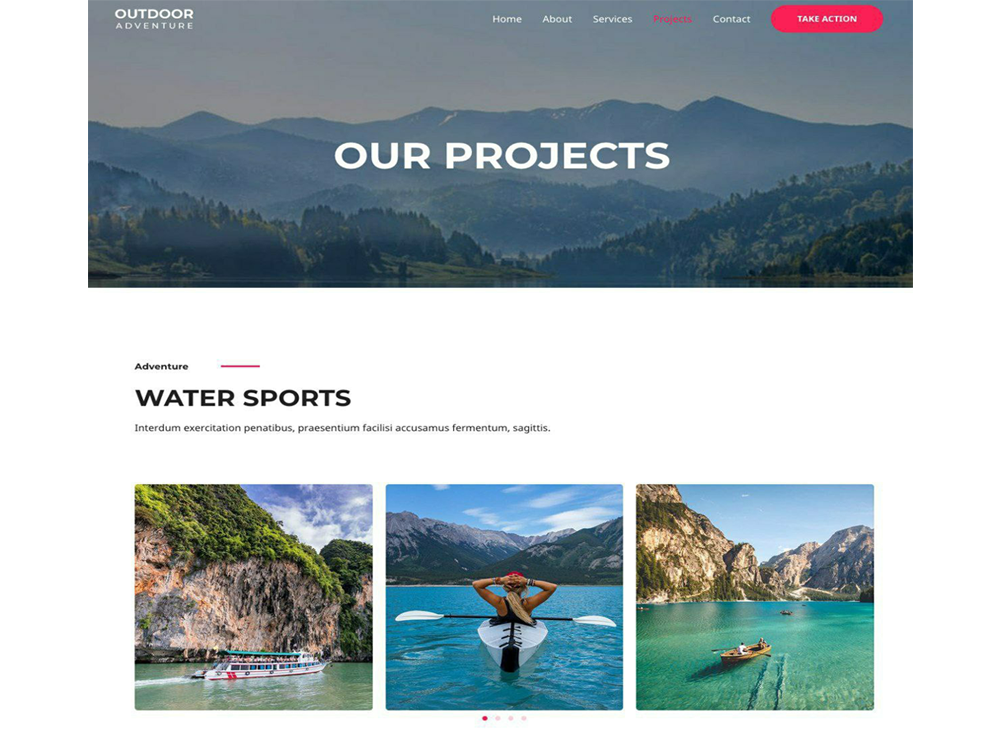 OUTDOOR
ADVENTURE
Home About Services Projects Contact TAKE ACTION
OUR PROJECTS
Adventure
WATER SPORTS
Interdum exercitation penatibus, praesentium facilisi accusamus fermentum, sagittis.